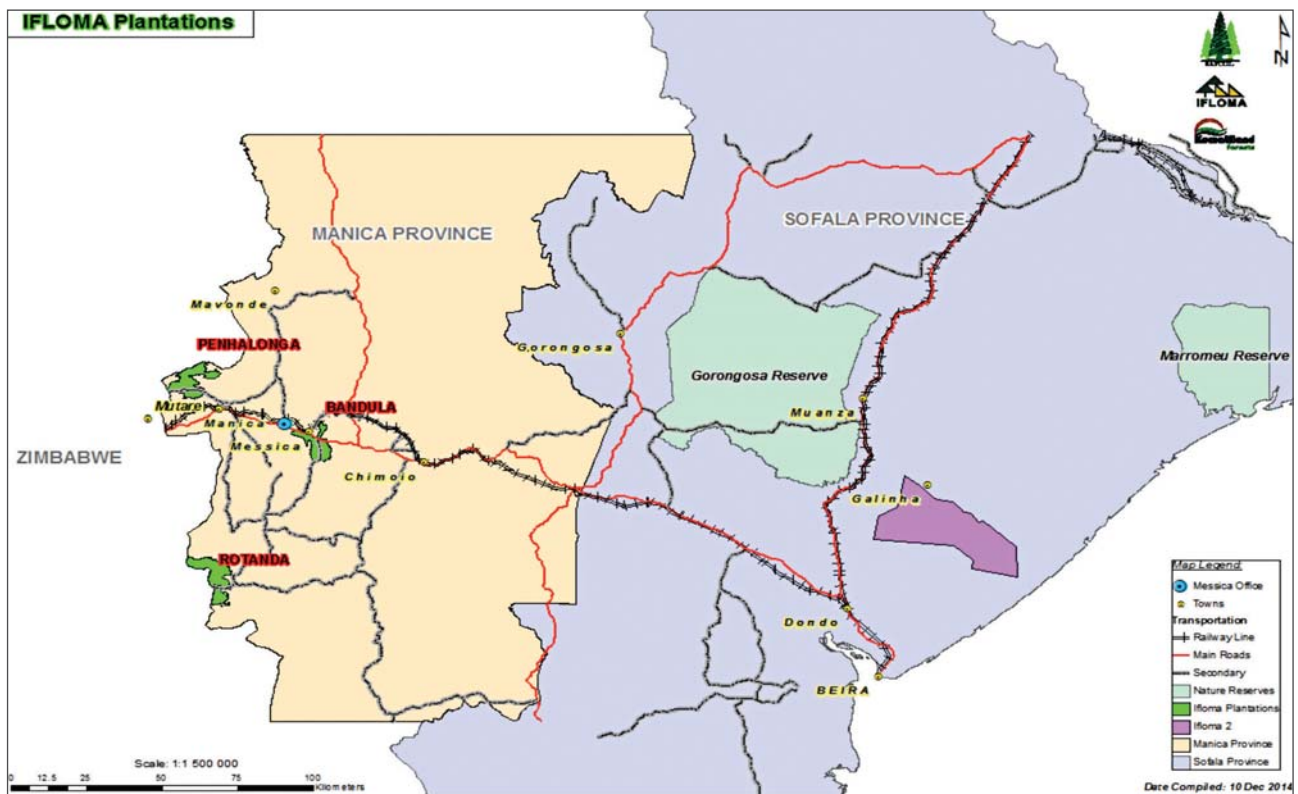 IFLOMA Plantations
N
IFLOMA
Komatiland
Forests
MANICA PROVINCE
SOFALA PROVINCE
Mavonde
PENHALONGA
Gorongosa
Marromeu Reserve
Gorongosa Reserve
Mutare
BANDULA
Muanza
Manica
Messica
ZIMBABWE
Chimoio
Galinha
ROTANDA
Dondo
BEIRA
Map Legend:
Messica Office
Towns
Transportation
Railway Line
Main Roads
Secondary
Nature Reserves
Ifloma Plantations
Ifloma 2
Manica Province
Sofala Province
Scale: 1:1 500 000
0 12.5 25 50 75 100
Kilometers
Date Compiled: 10 Dec 2014